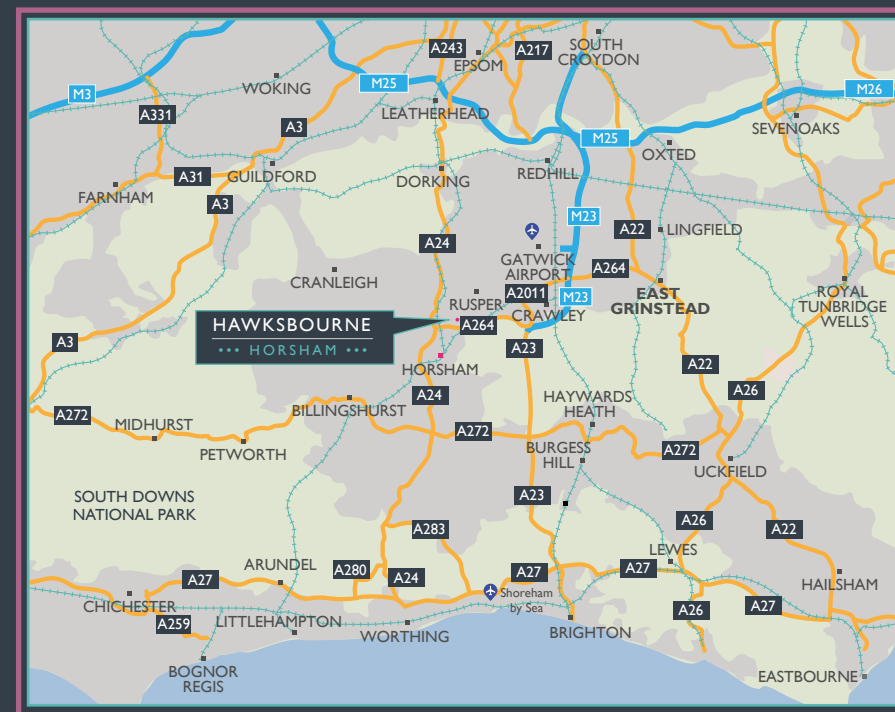 A243
A217
SOUTH
CROYDON
EPSOM
M3
WOKING
M25
M26
A331
LEATHERHEAD
A3
SEVENOAKS
M25
OXTED
A31
GUILDFORD
DORKING
REDHILL
FARNHAM
A3
M23
A22
LINGFIELD
A24
GATWICK
AIRPORT
A264
CRANLEIGH
A2011
M23
EAST
GRINSTEAD
ROYAL
TUNBRIDGE
WELLS
RUSPER
CRAWLEY
HAWKSBOURNE
••• HORSHAM •••
A264
A3
A23
HORSHAM
A22
A26
A24
HAYWARDS
HEATH
A272
BILLINGSHURST
MIDHURST
A272
PETWORTH
BURGESS
HILL
A272
UCKFIELD
SOUTH DOWNS
NATIONAL PARK
A23
A26
A22
A283
LEWES
ARUNDEL
A280
A24
A27
A27
A27
HAILSHAM
CHICHESTER
Shoreham
by Sea
A26
A27
A259
LITTLEHAMPTON
WORTHING
BRIGHTON
BOGNOR
REGIS
EASTBOURNE